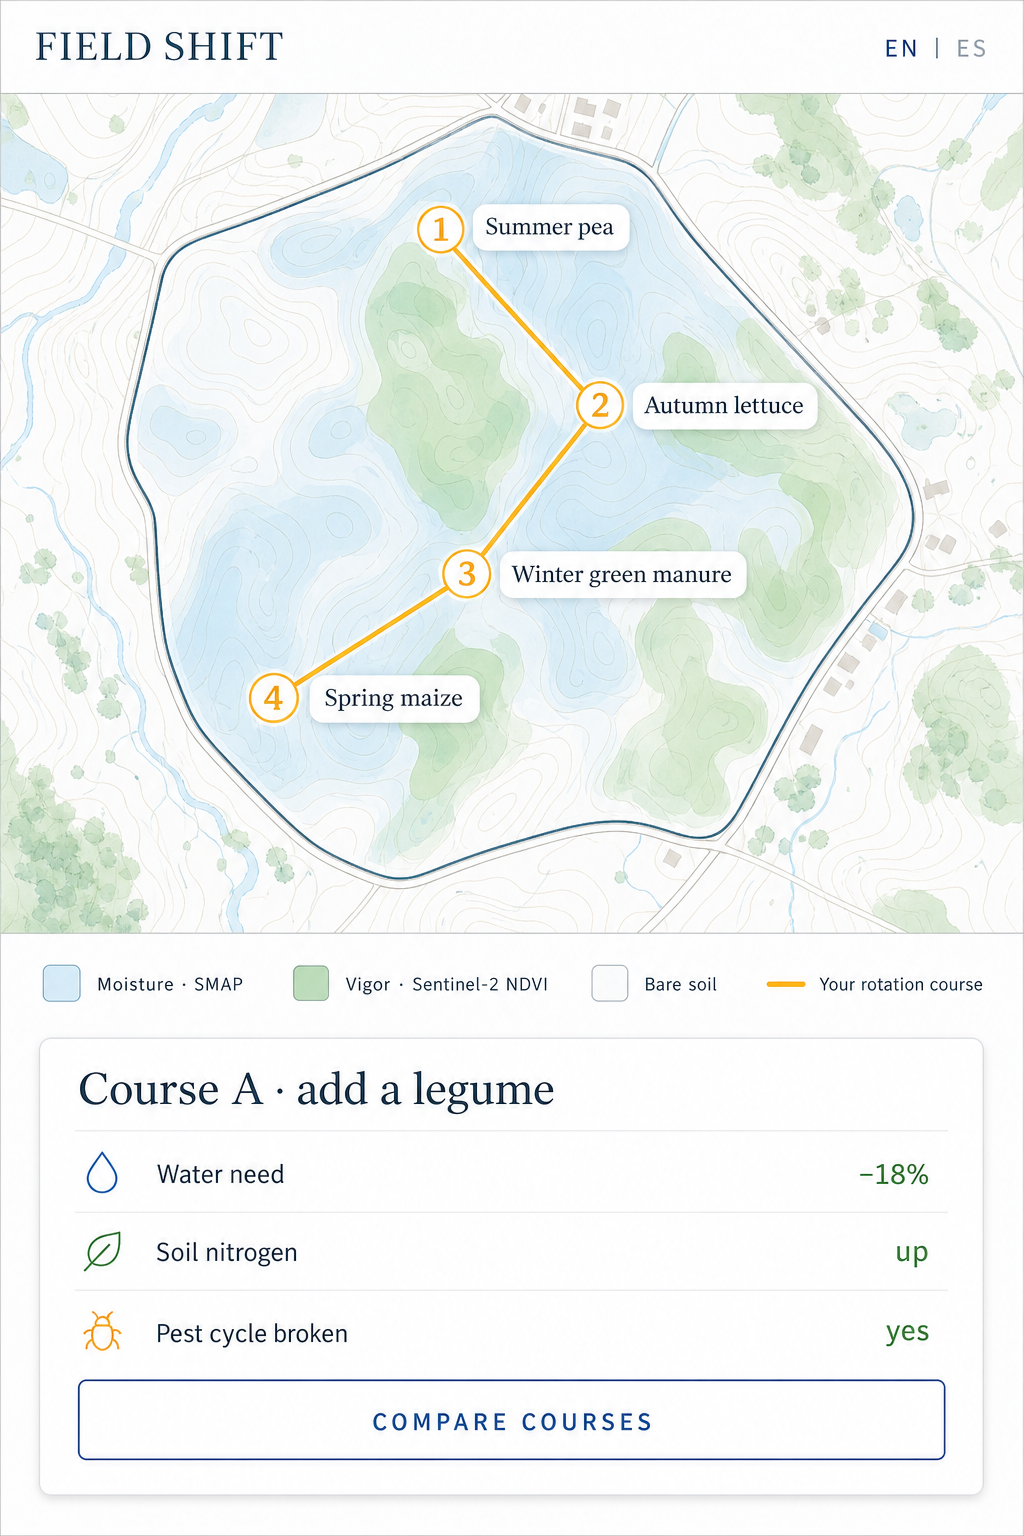 FIELD SHIFT
EN | ES
1 Summer pea
2 Autumn lettuce
3 Winter green manure
4 Spring maize
Moisture · SMAP
Vigor · Sentinel-2 NDVI
Bare soil
Your rotation course
Course A · add a legume
Water need −18%
Soil nitrogen up
Pest cycle broken yes
COMPARE COURSES